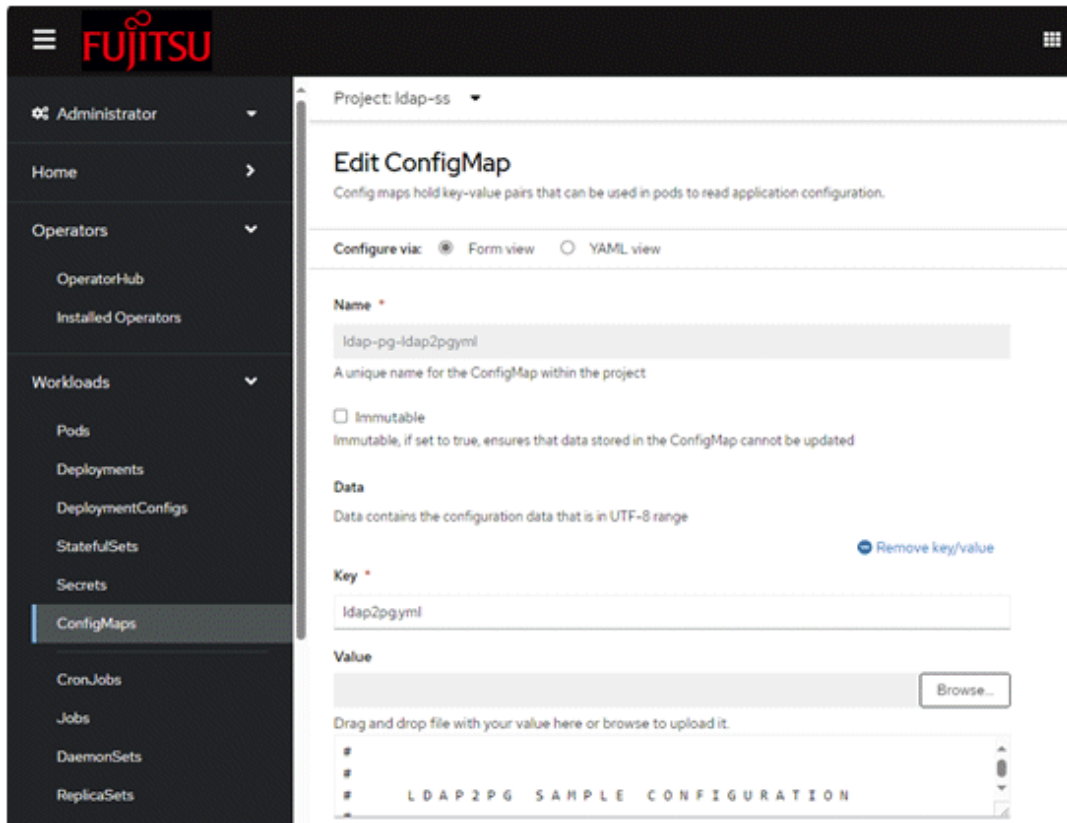 FUJITSU
Administrator
Home
Operators
OperatorHub
Installed Operators
Workloads
Pods
Deployments
DeploymentConfigs
StatefulSets
Secrets
ConfigMaps
CronJobs
Jobs
DaemonSets
ReplicaSets
Project: ldap-ss
Edit ConfigMap
Config maps hold key-value pairs that can be used in pods to read application configuration.
Configure via: Form view YAML view
Name *
ldap-pg-ldap2pgyml
A unique name for the ConfigMap within the project
Immutable
Immutable, if set to true, ensures that data stored in the ConfigMap cannot be updated
Data
Data contains the configuration data that is in UTF-8 range
Remove key/value
Key *
ldap2pg.yml
Value
Browse...
Drag and drop file with your value here or browse to upload it.
#
#
# L D A P 2 P G S A M P L E C O N F I G U R A T I O N
#